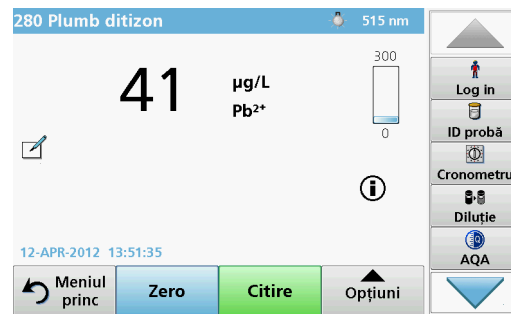 280 Plumb ditizon
515 nm
300
41
µg/L
Pb²⁺
0
12-APR-2012 13:51:35
Meniul
princ
Zero
Citire
Opțiuni
Log in
ID probă
Cronometru
Diluție
AQA